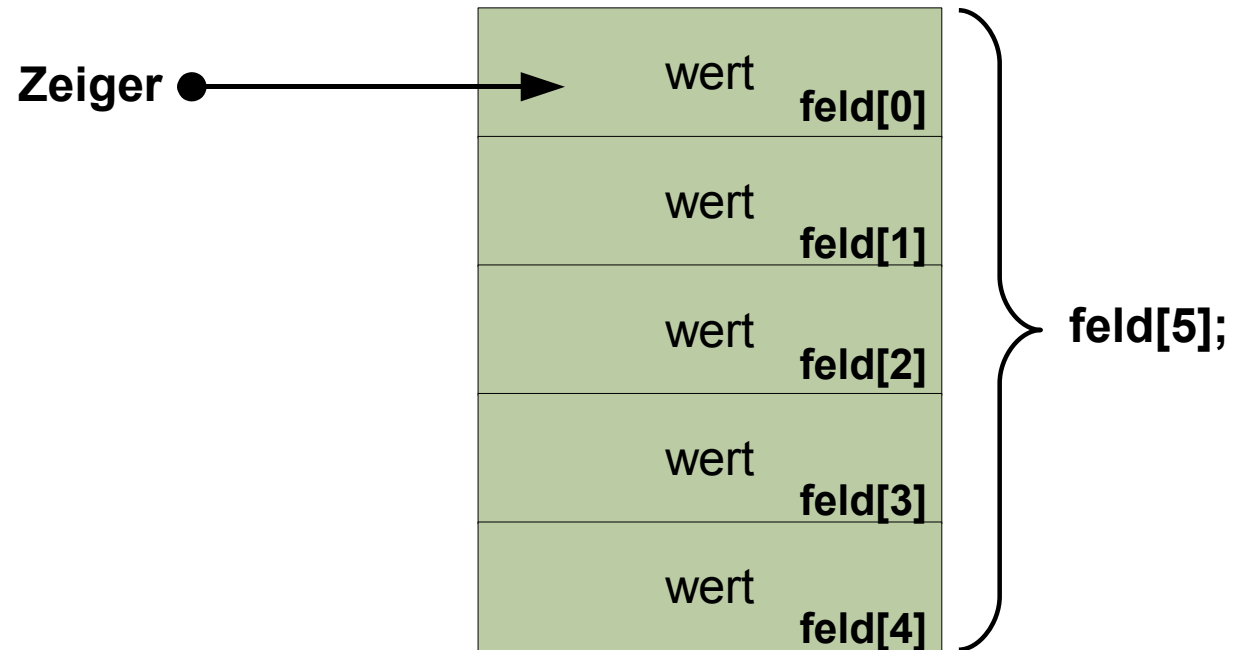 Zeiger
wert
feld[0]
wert
feld[1]
wert
feld[2]
wert
feld[3]
wert
feld[4]
feld[5];